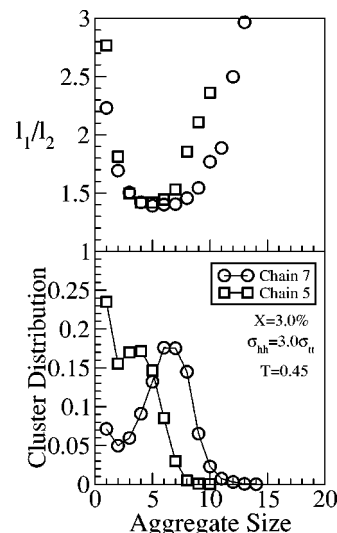 3
2.5
l₁/l₂
2
1.5
1
0.25
0.2
0.15
0.1
0.05
0
Cluster Distribution
Chain 7
Chain 5
X=3.0%
σₕₕ=3.0σₜₜ
T=0.45
0 5 10 15 20
Aggregate Size